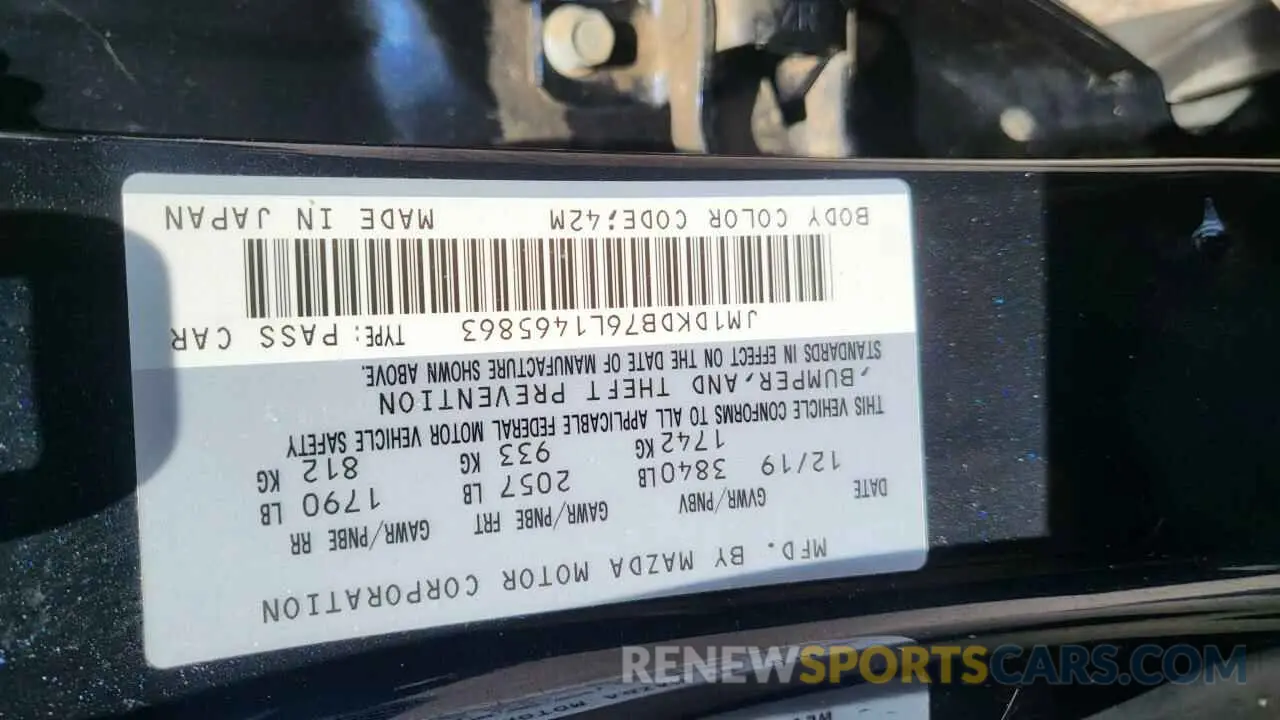 MFD. BY MAZDA MOTOR CORPORATION
DATE GVWR/PNBV GAWR/PNBE FRT GAWR/PNBE RR
12/19 3840LB 2057 LB 1790 LB
1742KG 933 KG 812 KG
THIS VEHICLE CONFORMS TO ALL APPLICABLE FEDERAL MOTOR VEHICLE SAFETY
,BUMPER,AND THEFT PREVENTION
STANDARDS IN EFFECT ON THE DATE OF MANUFACTURE SHOWN ABOVE.
JM1DKDB76L1465863 TYPE: PASS CAR
BODY COLOR CODE;42M MADE IN JAPAN
RENEWSPORTSCARS.COM